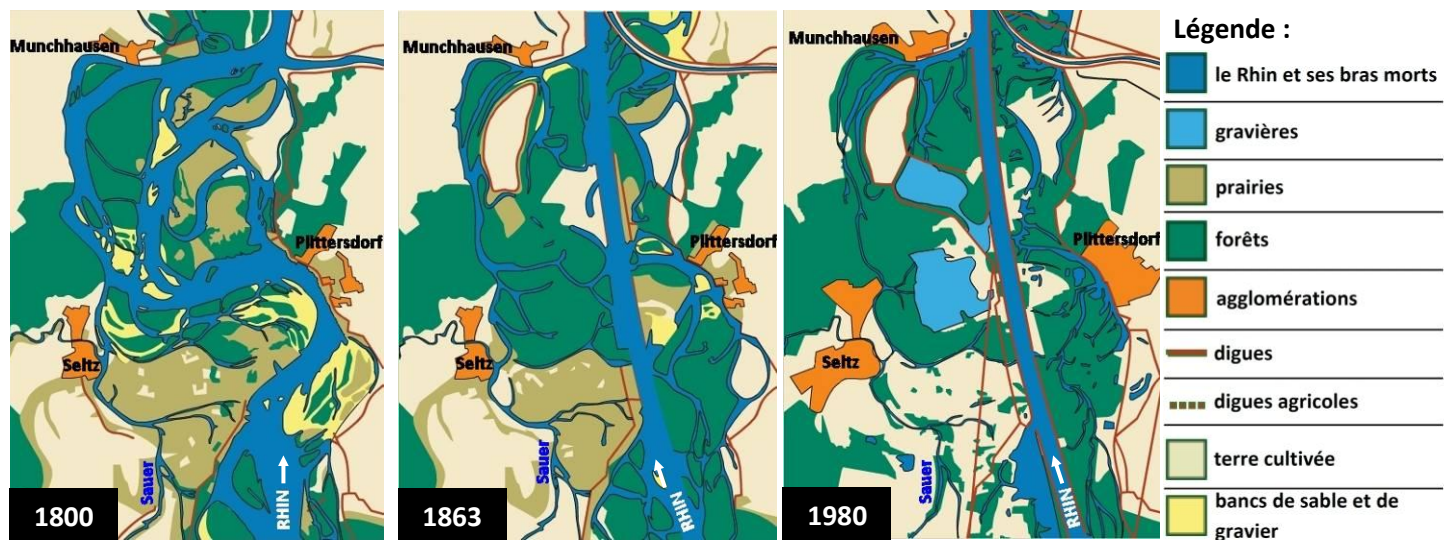 Munchhausen
Plittersdorf
Seltz
Sauer
RHIN
1800
Munchhausen
Plittersdorf
Seltz
Sauer
RHIN
1863
Munchhausen
Plittersdorf
Seltz
Sauer
RHIN
1980
Légende :
le Rhin et ses bras morts
gravières
prairies
forêts
agglomérations
digues
digues agricoles
terre cultivée
bancs de sable et de
gravier